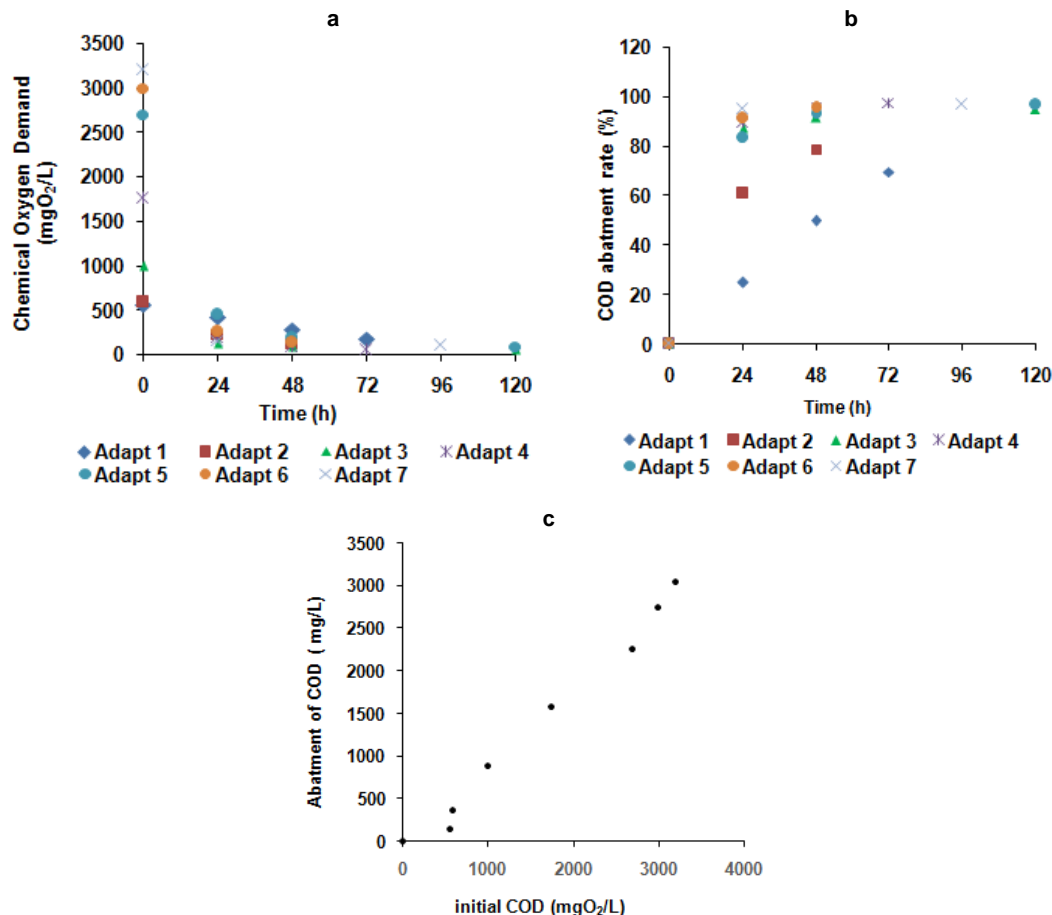 a
3500
3000
2500
2000
1500
1000
500
0
Chemical Oxygen Demand
(mgO₂/L)
0 24 48 72 96 120
Time (h)
Adapt 1 Adapt 2 Adapt 3 Adapt 4
Adapt 5 Adapt 6 Adapt 7
b
120
100
80
60
40
20
0
COD abatment rate (%)
0 24 48 72 96 120
Time (h)
Adapt 1 Adapt 2 Adapt 3 Adapt 4
Adapt 5 Adapt 6 Adapt 7
c
3500
3000
2500
2000
1500
1000
500
0
Abatment of COD ( mg/L)
0 1000 2000 3000 4000
initial COD (mgO₂/L)